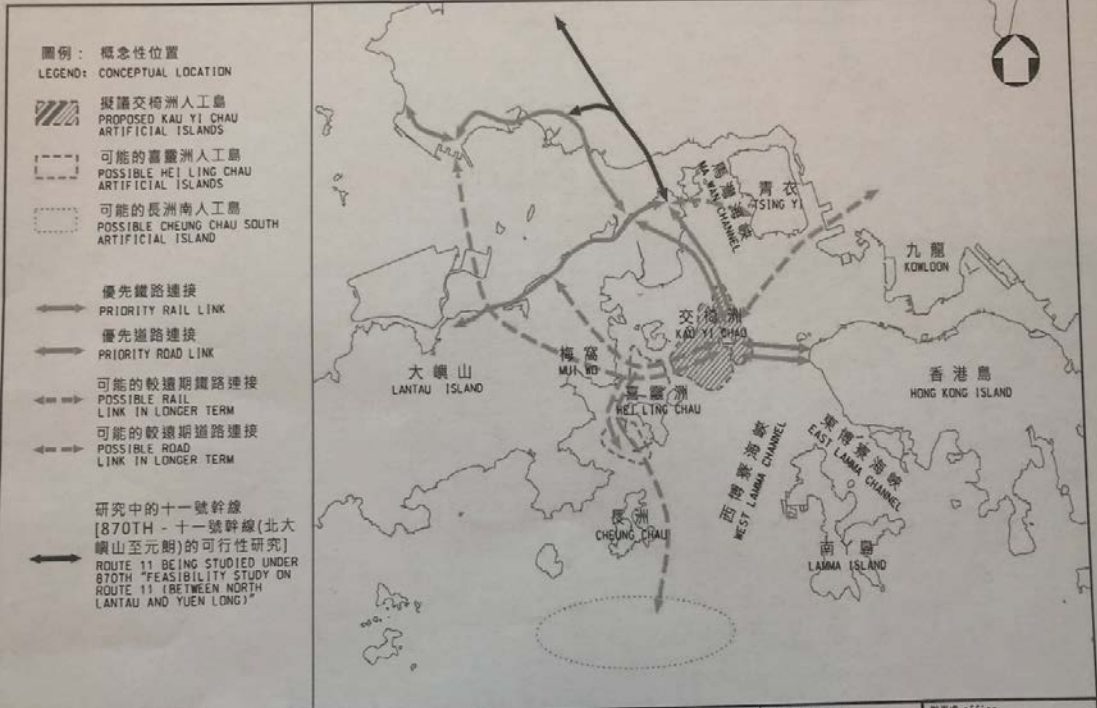 圖例： 概念性位置
LEGEND: CONCEPTUAL LOCATION
擬議交椅洲人工島
PROPOSED KAU YI CHAU
ARTIFICIAL ISLANDS
可能的喜靈洲人工島
POSSIBLE HEI LING CHAU
ARTIFICIAL ISLANDS
可能的長洲南人工島
POSSIBLE CHEUNG CHAU SOUTH
ARTIFICIAL ISLAND
優先鐵路連接
PRIORITY RAIL LINK
優先道路連接
PRIORITY ROAD LINK
可能的較遠期鐵路連接
POSSIBLE RAIL
LINK IN LONGER TERM
可能的較遠期道路連接
POSSIBLE ROAD
LINK IN LONGER TERM
研究中的十一號幹線
[870TH - 十一號幹線(北大
嶼山至元朗)的可行性研究]
ROUTE 11 BEING STUDIED UNDER
870TH "FEASIBILITY STUDY ON
ROUTE 11 (BETWEEN NORTH
LANTAU AND YUEN LONG)"
馬灣海峽
MA WAN CHANNEL
青衣
TSING YI
九龍
KOWLOON
交椅洲
KAU YI CHAU
梅窩
MUI WO
大嶼山
LANTAU ISLAND
喜靈洲
HEI LING CHAU
香港島
HONG KONG ISLAND
東博寮海峽
EAST LAMMA CHANNEL
西博寮海峽
WEST LAMMA CHANNEL
CHEUNG CHAU
南丫島
LAMMA ISLAND
office